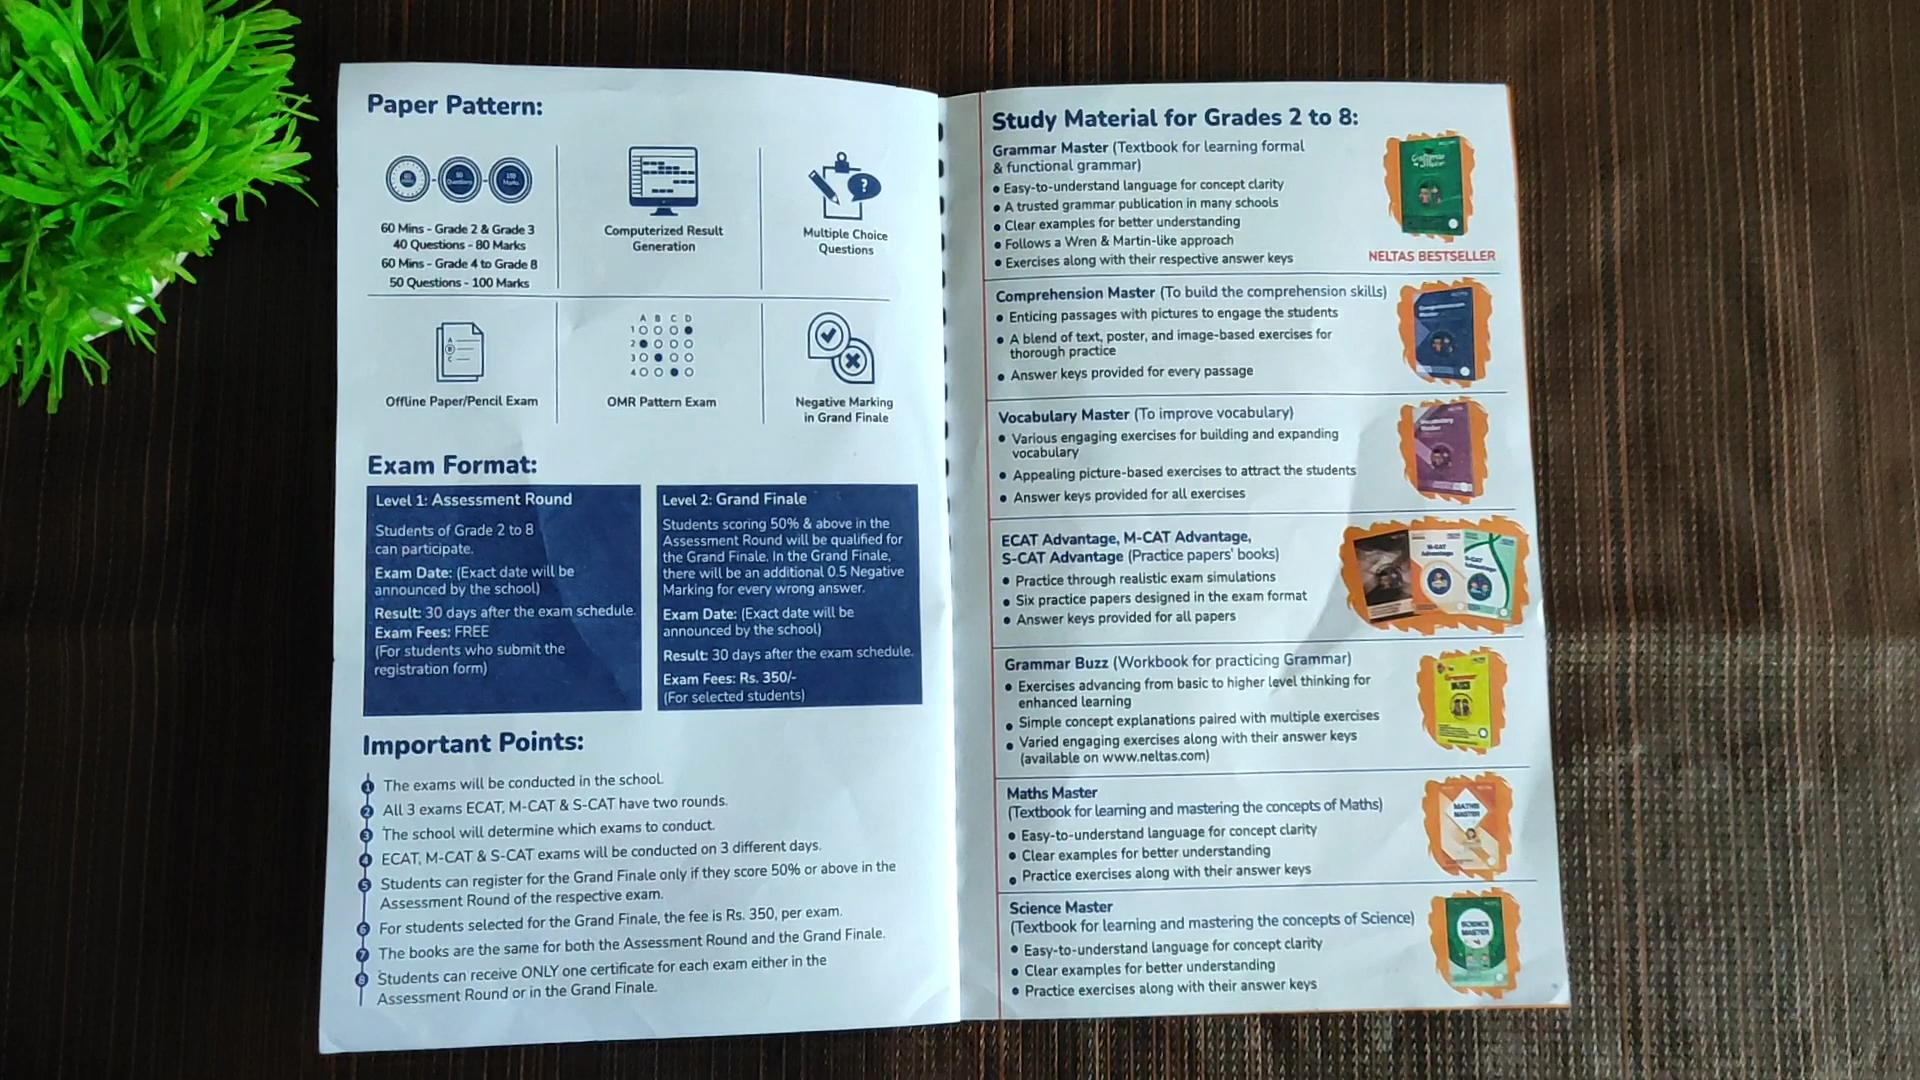 Paper Pattern:
60 Mins - Grade 2 & Grade 3
40 Questions - 80 Marks
60 Mins - Grade 4 to Grade 8
50 Questions - 100 Marks
Computerized Result
Generation
Multiple Choice
Questions
Offline Paper/Pencil Exam
A B C D
1
2
3
4
OMR Pattern Exam
Negative Marking
in Grand Finale
Exam Format:
Level 1: Assessment Round
Students of Grade 2 to 8
can participate.
Exam Date: (Exact date will be
announced by the school)
Result: 30 days after the exam schedule.
Exam Fees: FREE
(For students who submit the
registration form)
Level 2: Grand Finale
Students scoring 50% & above in the
Assessment Round will be qualified for
the Grand Finale. In the Grand Finale,
there will be an additional 0.5 Negative
Marking for every wrong answer.
Exam Date: (Exact date will be
announced by the school)
Result: 30 days after the exam schedule.
Exam Fees: Rs. 350/-
(For selected students)
Important Points:
1 The exams will be conducted in the school.
2 All 3 exams ECAT, M-CAT & S-CAT have two rounds.
3 The school will determine which exams to conduct.
4 ECAT, M-CAT & S-CAT exams will be conducted on 3 different days.
5 Students can register for the Grand Finale only if they score 50% or above in the
Assessment Round of the respective exam.
6 For students selected for the Grand Finale, the fee is Rs. 350, per exam.
7 The books are the same for both the Assessment Round and the Grand Finale.
8 Students can receive ONLY one certificate for each exam either in the
Assessment Round or in the Grand Finale.
Study Material for Grades 2 to 8:
Grammar Master (Textbook for learning formal
& functional grammar)
• Easy-to-understand language for concept clarity
• A trusted grammar publication in many schools
• Clear examples for better understanding
• Follows a Wren & Martin-like approach
• Exercises along with their respective answer keys
NELTAS BESTSELLER
Comprehension Master (To build the comprehension skills)
• Enticing passages with pictures to engage the students
• A blend of text, poster, and image-based exercises for
thorough practice
• Answer keys provided for every passage
Vocabulary Master (To improve vocabulary)
• Various engaging exercises for building and expanding
vocabulary
• Appealing picture-based exercises to attract the students
• Answer keys provided for all exercises
Vocabulary
Master
ECAT Advantage, M-CAT Advantage,
S-CAT Advantage (Practice papers' books)
• Practice through realistic exam simulations
• Six practice papers designed in the exam format
• Answer keys provided for all papers
M-CAT
Advantage
S-CAT
Advantage
Grammar Buzz (Workbook for practicing Grammar)
• Exercises advancing from basic to higher level thinking for
enhanced learning
• Simple concept explanations paired with multiple exercises
• Varied engaging exercises along with their answer keys
(available on www.neltas.com)
Grammar
Maths Master
(Textbook for learning and mastering the concepts of Maths)
• Easy-to-understand language for concept clarity
• Clear examples for better understanding
• Practice exercises along with their answer keys
MATHS
MASTER
Science Master
(Textbook for learning and mastering the concepts of Science)
• Easy-to-understand language for concept clarity
• Clear examples for better understanding
• Practice exercises along with their answer keys
SCIENCE
MASTER